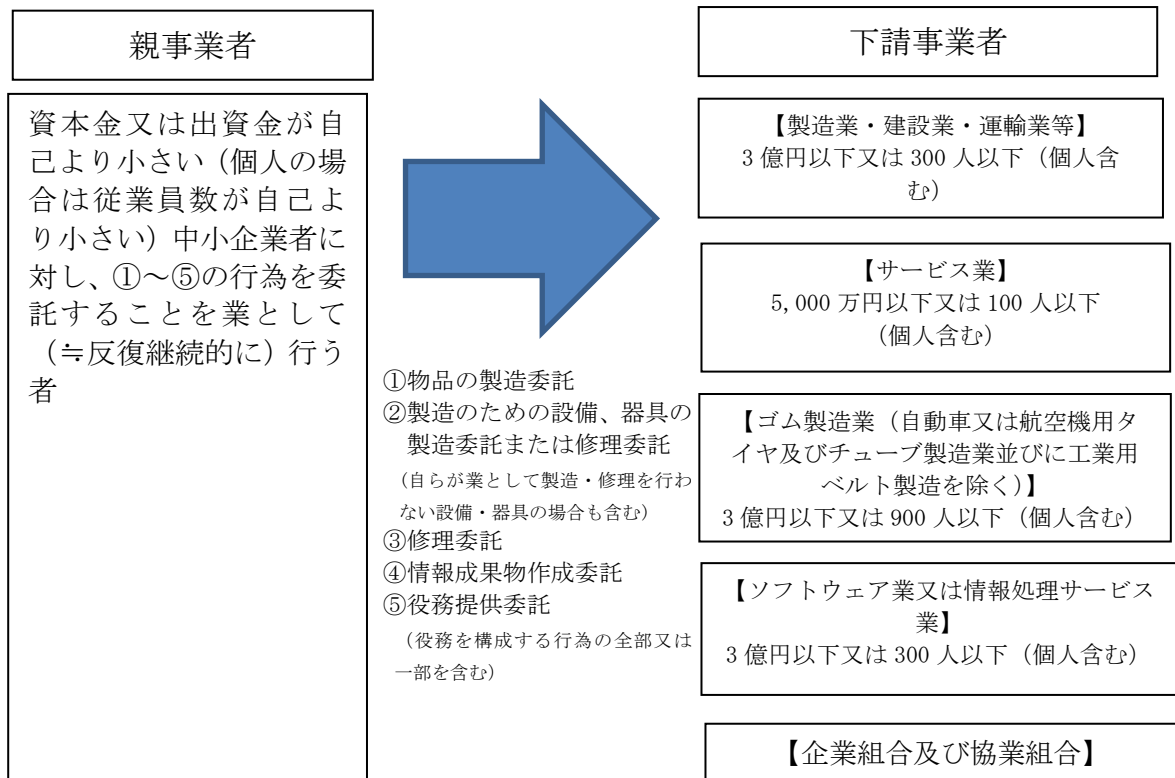 親事業者
資本金又は出資金が自
己より小さい（個人の場
合は従業員数が自己よ
り小さい）中小企業者に
対し、①～⑤の行為を委
託することを業として
（≒反復継続的に）行う
者
①物品の製造委託
②製造のための設備、器具の
製造委託または修理委託
（自らが業として製造・修理を行わ
ない設備・器具の場合も含む）
③修理委託
④情報成果物作成委託
⑤役務提供委託
（役務を構成する行為の全部又は
一部を含む）
下請事業者
【製造業・建設業・運輸業等】
3 億円以下又は 300 人以下（個人含
む）
【サービス業】
5,000 万円以下又は 100 人以下
（個人含む）
【ゴム製造業（自動車又は航空機用タ
イヤ及びチューブ製造業並びに工業用
ベルト製造を除く）】
3 億円以下又は 900 人以下（個人含む）
【ソフトウェア業又は情報処理サービス
業】
3 億円以下又は 300 人以下（個人含む）
【企業組合及び協業組合】